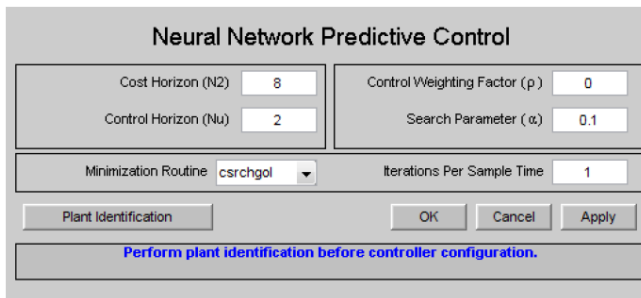 Neural Network Predictive Control
Cost Horizon (N2) 8 Control Weighting Factor (ρ) 0
Control Horizon (Nu) 2 Search Parameter (α) 0.1
Minimization Routine csrchgol Iterations Per Sample Time 1
Plant Identification OK Cancel Apply
Perform plant identification before controller configuration.